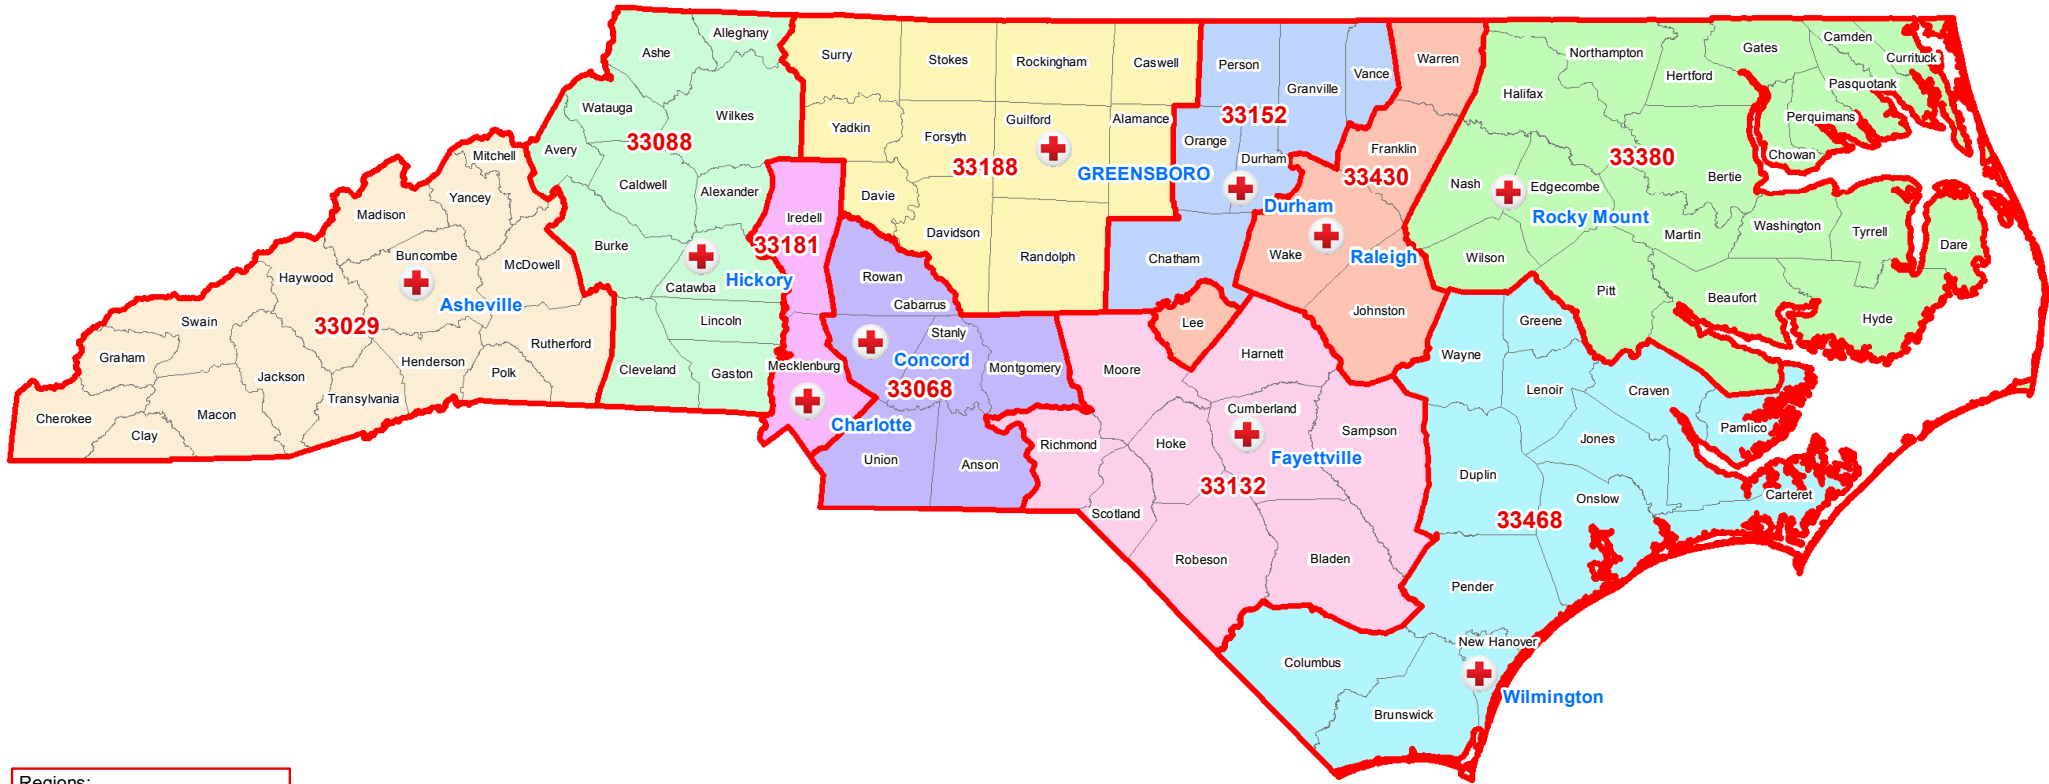 Alleghany
Ashe
Surry
Stokes
Rockingham
Caswell
Person
Granville
Vance
Warren
Northampton
Gates
Camden
Currituck
Hertford
Pasquotank
Halifax
Perquimans
Watauga
Wilkes
33088
Yadkin
Forsyth
Guilford
Alamance
33152
Orange
Durham
Franklin
33430
33380
Chowan
Mitchell
Avery
Caldwell
Alexander
33188
GREENSBORO
Nash
Edgecombe
Bertie
Yancey
Davie
Madison
Iredell
Durham
Rocky Mount
Burke
33181
Davidson
Randolph
Chatham
Wake
Raleigh
Wilson
Martin
Washington
Tyrrell
Dare
Buncombe
McDowell
Haywood
Catawba
Hickory
Rowan
Asheville
Cabarrus
Pitt
Beaufort
Hyde
Swain
33029
Lincoln
Stanly
Lee
Johnston
Greene
Graham
Henderson
Rutherford
Concord
Harnett
Wayne
Jackson
Polk
Cleveland
Gaston
Mecklenburg
Montgomery
Moore
33068
Lenoir
Craven
Transylvania
Cherokee
Macon
Clay
Charlotte
Cumberland
Richmond
Hoke
Sampson
Pamlico
Union
Anson
Fayettville
Jones
Duplin
33132
Onslow
Carteret
Scotland
33468
Robeson
Bladen
Pender
New Hanover
Columbus
Wilmington
Brunswick
Regions: